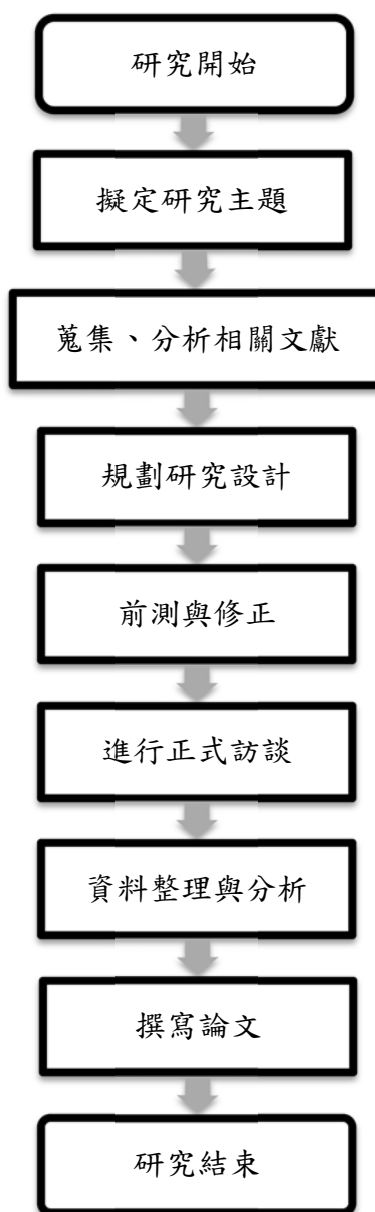 研究開始
擬定研究主題
蒐集、分析相關文獻
規劃研究設計
前測與修正
進行正式訪談
資料整理與分析
撰寫論文
研究結束